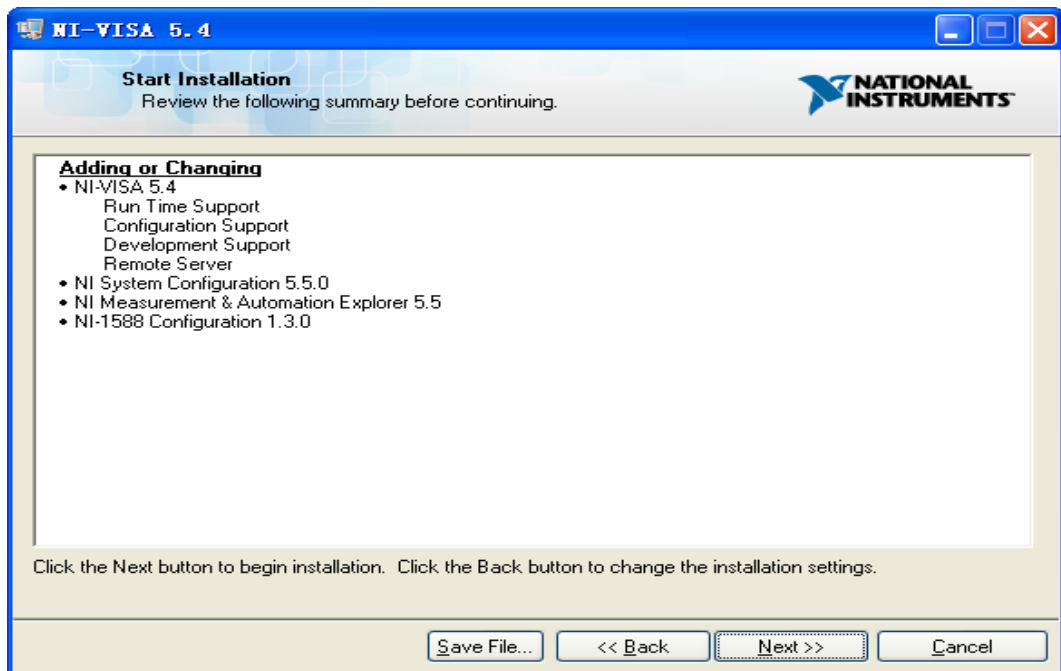 NI-VISA 5.4
Start Installation
Review the following summary before continuing.
NATIONAL
INSTRUMENTS™
Adding or Changing
• NI-VISA 5.4
Run Time Support
Configuration Support
Development Support
Remote Server
• NI System Configuration 5.5.0
• NI Measurement & Automation Explorer 5.5
• NI-1588 Configuration 1.3.0
Click the Next button to begin installation.  Click the Back button to change the installation settings.
Save File...
<< Back
Next >>
Cancel